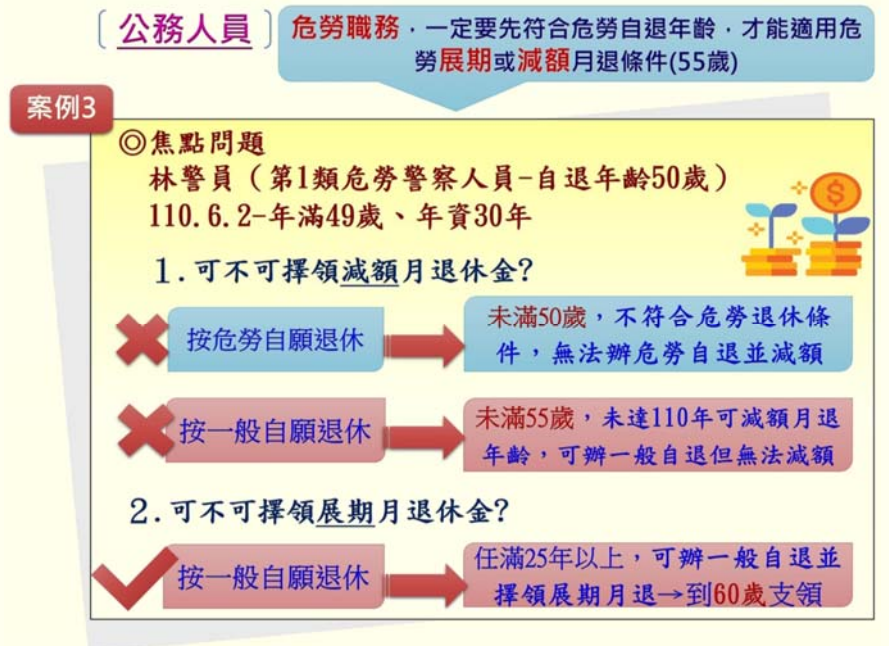 〔公務人員〕
危勞職務，一定要先符合危勞自退年齡，才能適用危
勞展期或減額月退條件(55歲)
案例3
◎焦點問題
林警員（第1類危勞警察人員-自退年齡50歲）
110.6.2-年滿49歲、年資30年
1.可不可擇領減額月退休金?
按危勞自願退休
未滿50歲，不符合危勞退休條
件，無法辦危勞自退並減額
按一般自願退休
未滿55歲，未達110年可減額月退
年齡，可辦一般自退但無法減額
2.可不可擇領展期月退休金?
按一般自願退休
任滿25年以上，可辦一般自退並
擇領展期月退→到60歲支領
$